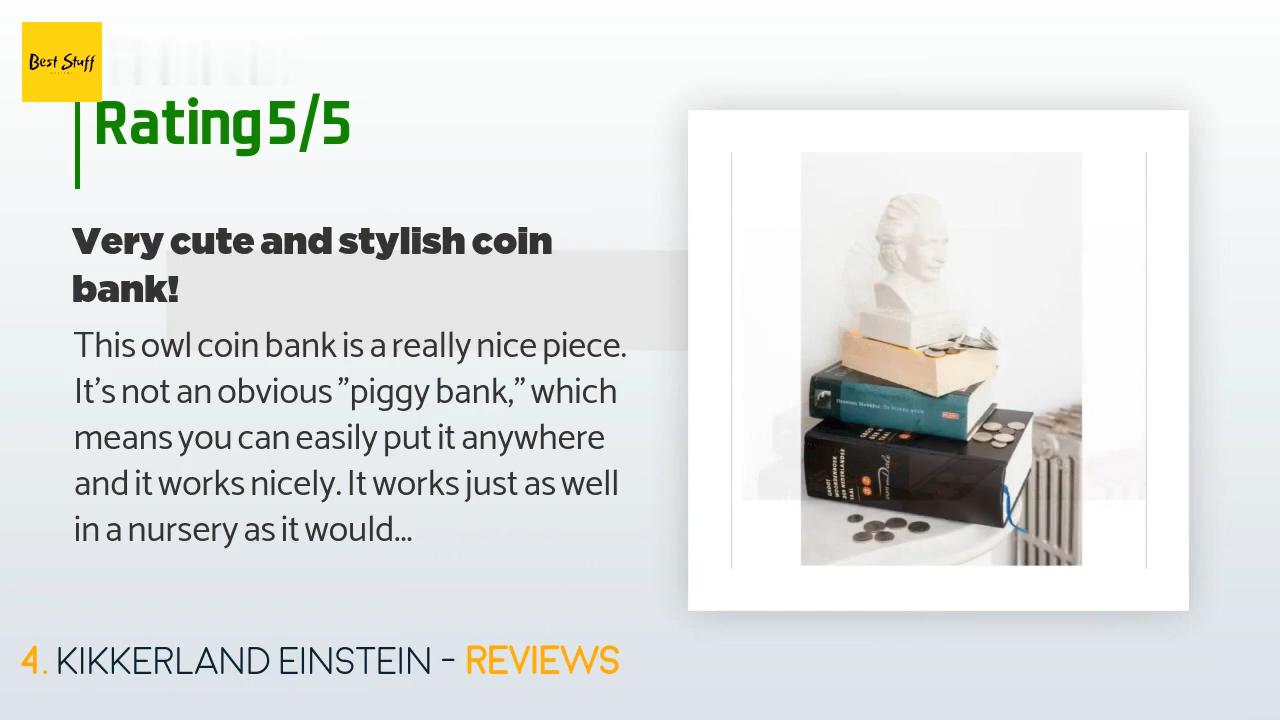 Best Stuff
Rating 5/5
Very cute and stylish coin
bank!
This owl coin bank is a really nice piece.
It's not an obvious "piggy bank," which
means you can easily put it anywhere
and it works nicely. It works just as well
in a nursery as it would...
4. KIKKERLAND EINSTEIN - REVIEWS